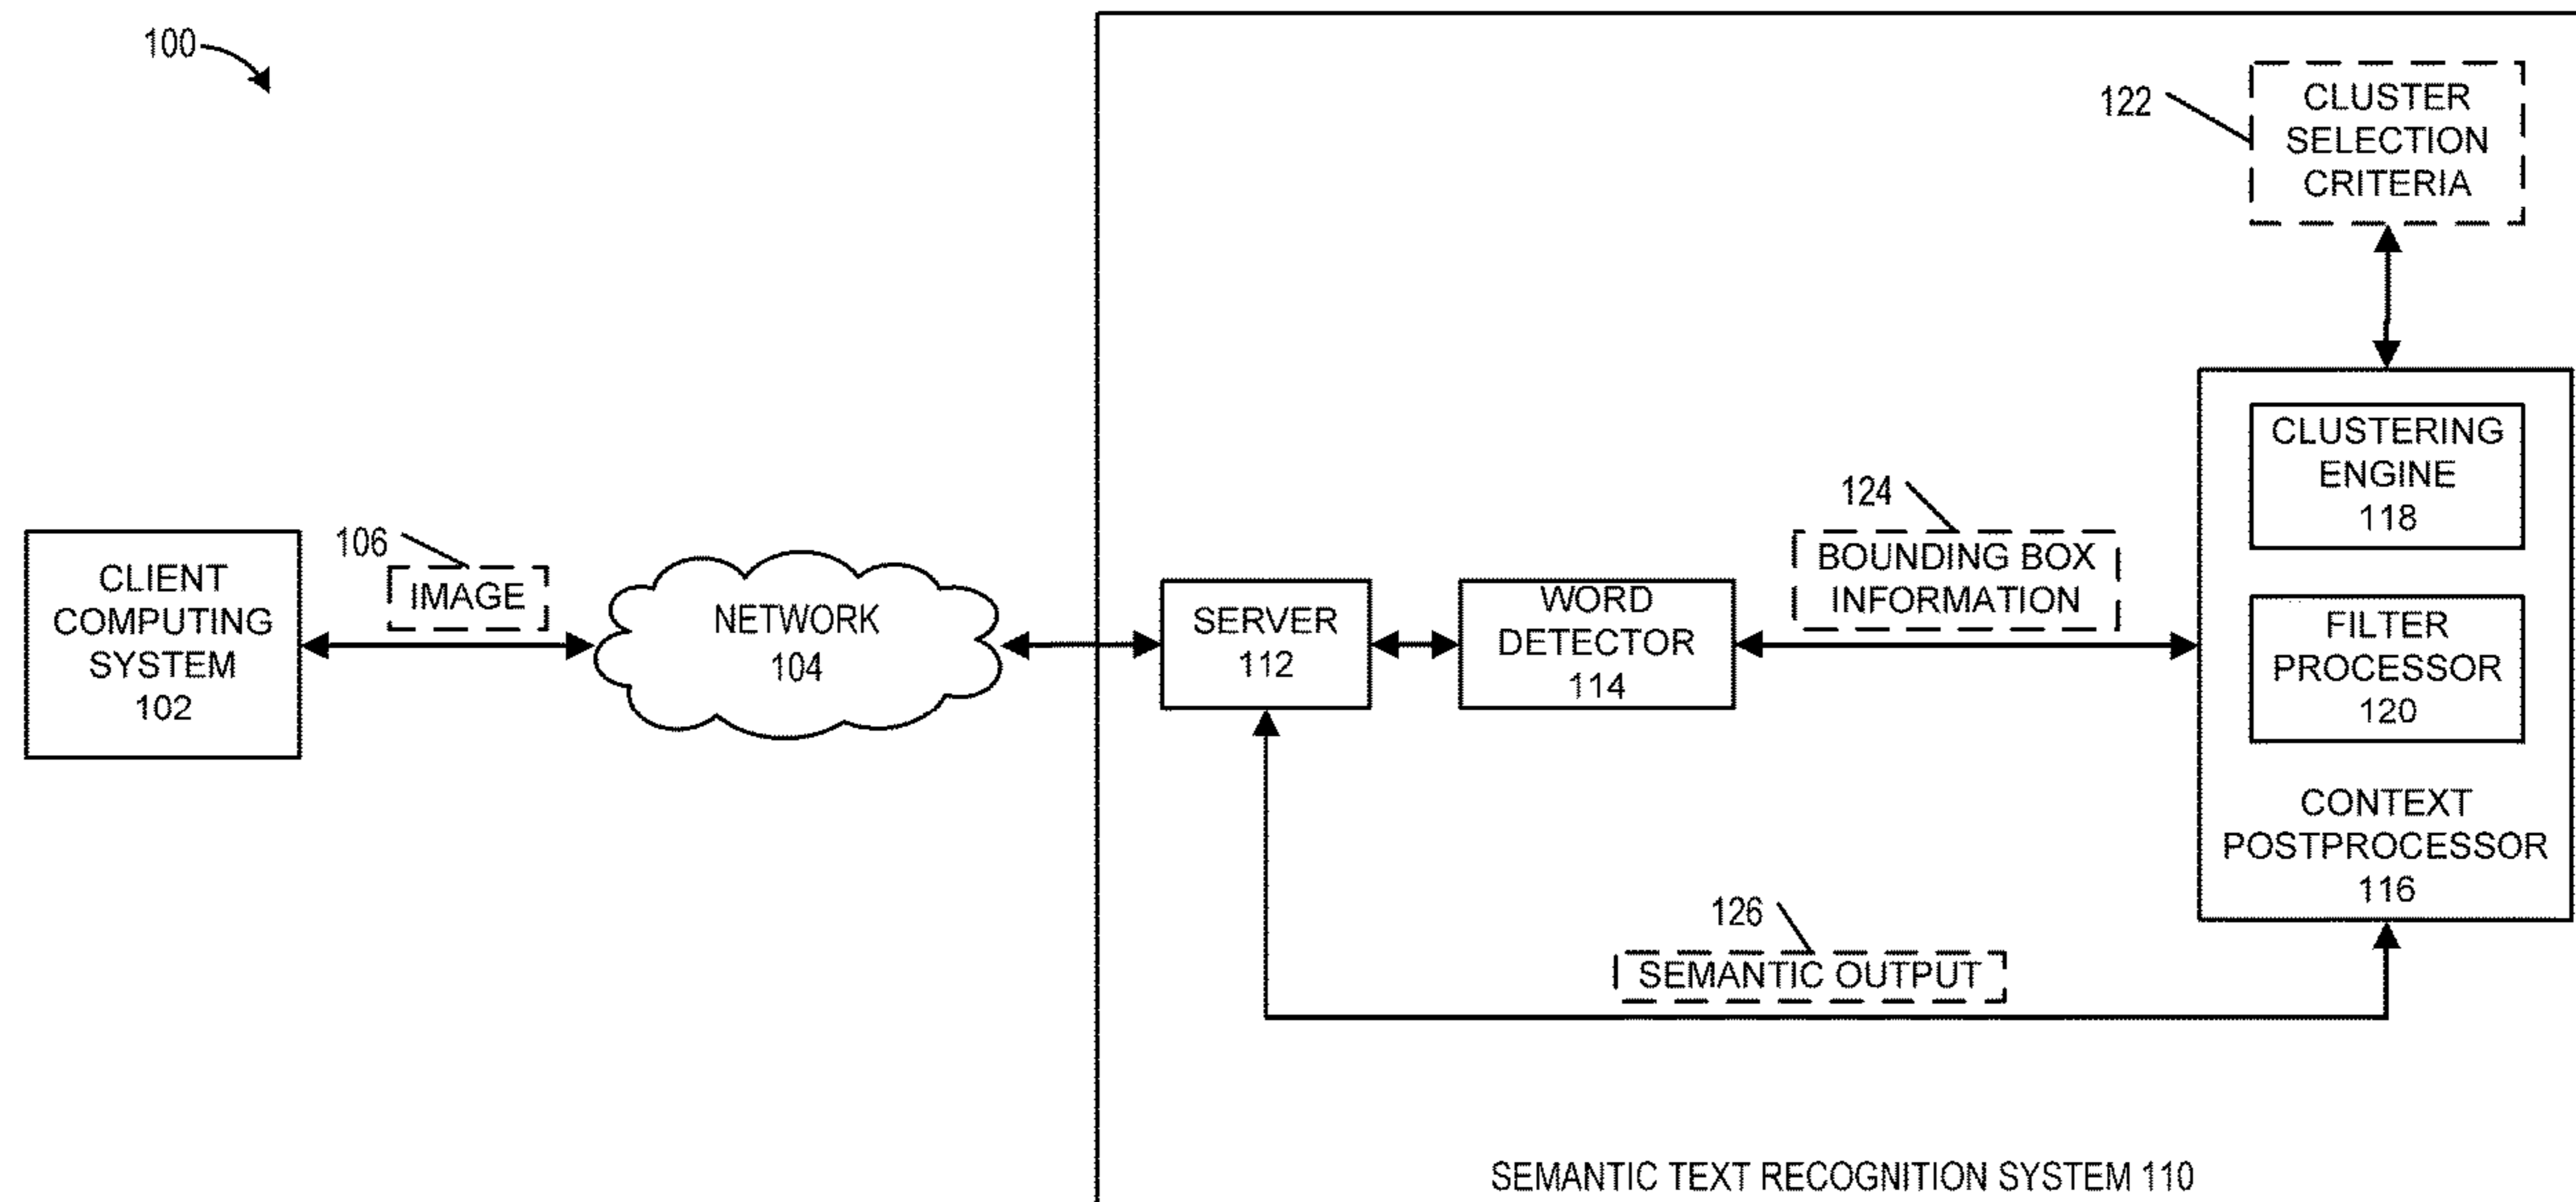 100
122
CLUSTER
SELECTION
CRITERIA
CLUSTERING
ENGINE
118
124
BOUNDING BOX
INFORMATION
106
IMAGE
CLIENT
COMPUTING
SYSTEM
102
NETWORK
104
SERVER
112
WORD
DETECTOR
114
FILTER
PROCESSOR
120
CONTEXT
POSTPROCESSOR
116
126
SEMANTIC OUTPUT
SEMANTIC TEXT RECOGNITION SYSTEM 110